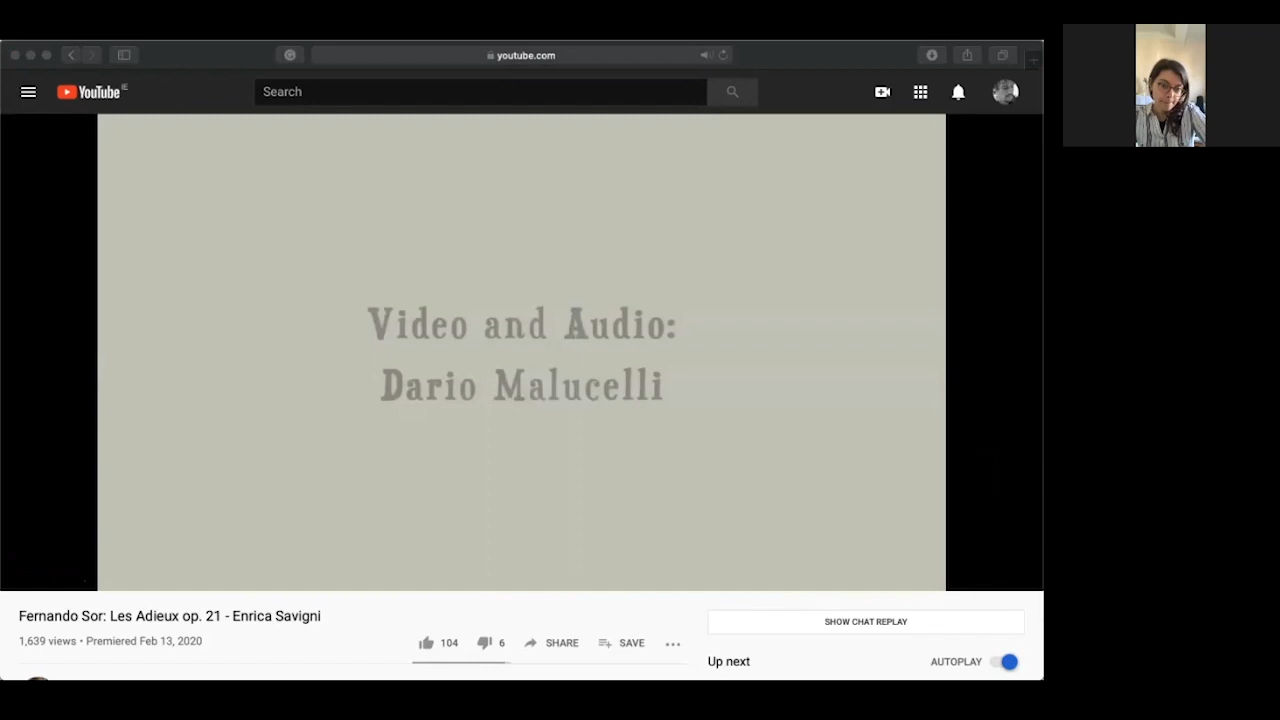 youtube.com
YouTube IE
Search
Video and Audio:
Dario Malucelli
Fernando Sor: Les Adieux op. 21 - Enrica Savigni
1,639 views • Premiered Feb 13, 2020
104
6
SHARE
SAVE
SHOW CHAT REPLAY
Up next
AUTOPLAY